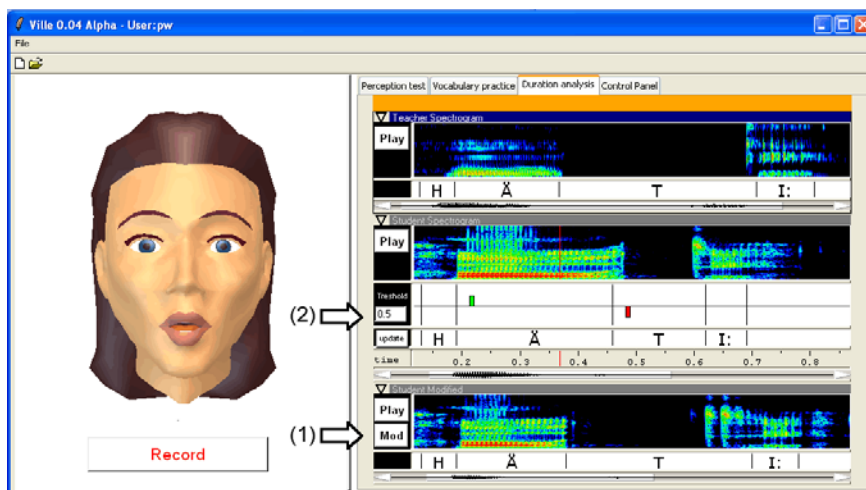 Ville 0.04 Alpha - User:pw
File
Perception test Vocabulary practice Duration analysis Control Panel
Teacher Spectrogram
Play
H Ä T I:
Student Spectrogram
Play
Treshold
(2)
0.5
update H Ä T I:
time 0.2 0.3 0.4 0.5 0.6 0.7 0.8
Student Modified
Play
(1)
Mod
Record
H Ä T I: